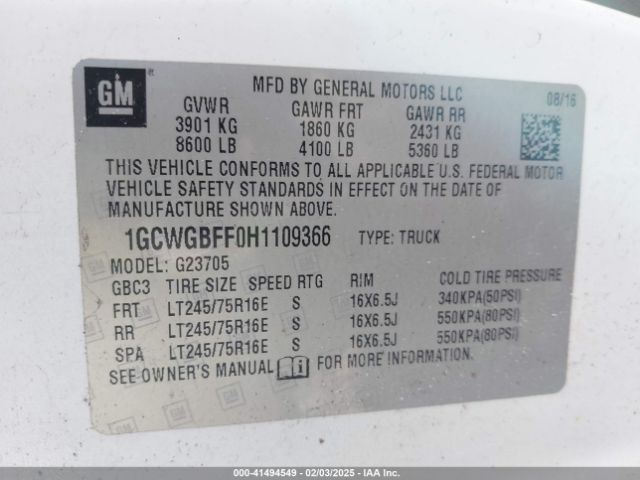 GM ®
MFD BY GENERAL MOTORS LLC 08/16
GVWR GAWR FRT GAWR RR
3901 KG 1860 KG 2431 KG
8600 LB 4100 LB 5360 LB
THIS VEHICLE CONFORMS TO ALL APPLICABLE U.S. FEDERAL MOTOR
VEHICLE SAFETY STANDARDS IN EFFECT ON THE DATE OF
MANUFACTURE SHOWN ABOVE.
1GCWGBFF0H1109366 TYPE: TRUCK
MODEL: G23705
GBC3 TIRE SIZE SPEED RTG RIM COLD TIRE PRESSURE
FRT LT245/75R16E S 16X6.5J 340KPA(50PSI)
RR LT245/75R16E S 16X6.5J 550KPA(80PSI)
SPA LT245/75R16E S 16X6.5J 550KPA(80PSI)
SEE OWNER'S MANUAL FOR MORE INFORMATION.
000-41494549 - 02/03/2025 - IAA, Inc.